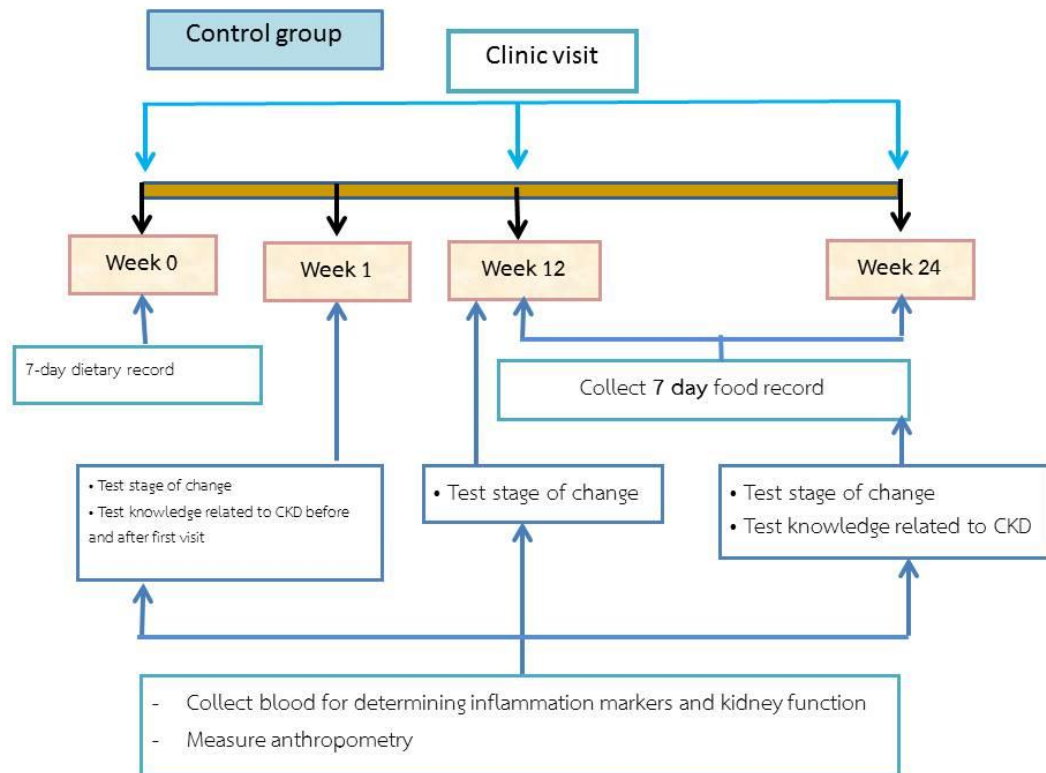 Control group
Clinic visit
Week 0
Week 1
Week 12
Week 24
7-day dietary record
Collect 7 day food record
• Test stage of change
• Test knowledge related to CKD before
and after first visit
• Test stage of change
• Test stage of change
• Test knowledge related to CKD
- Collect blood for determining inflammation markers and kidney function
- Measure anthropometry